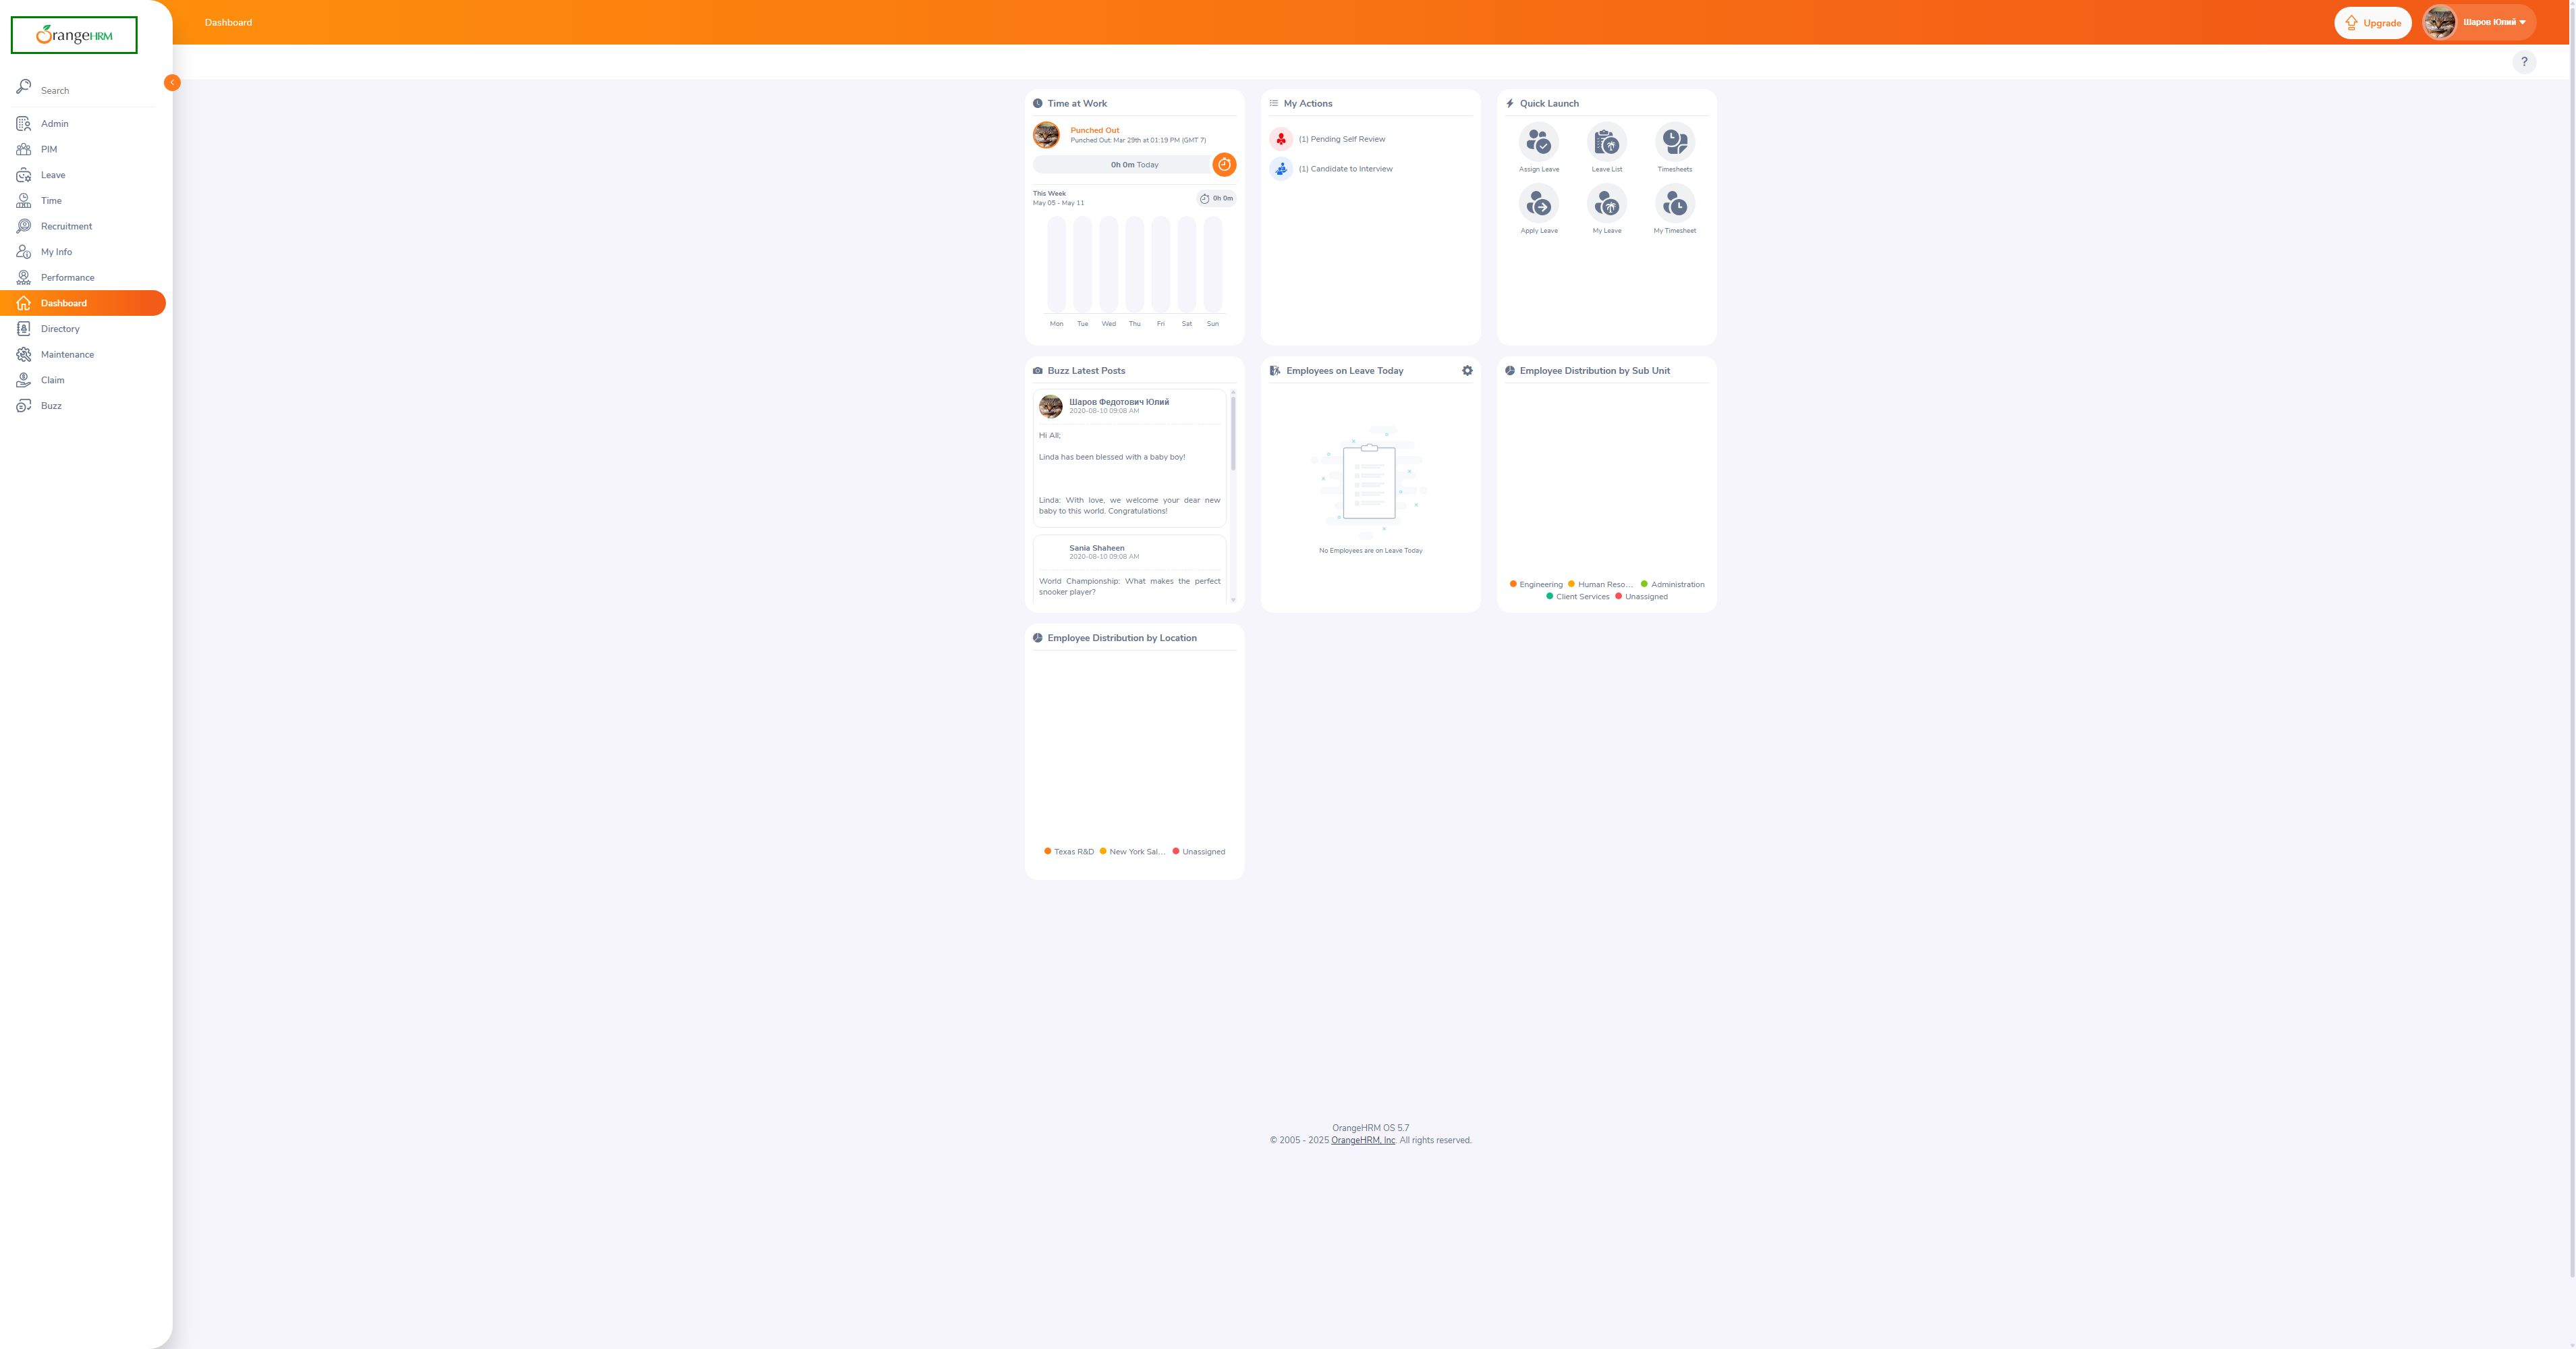 OrangeHRM
Dashboard
Upgrade
Шаров Юлий
?
Search
Admin
PIM
Leave
Time
Recruitment
My Info
Performance
Dashboard
Directory
Maintenance
Claim
Buzz
Time at Work
Punched Out
Punched Out: Mar 29th at 01:19 PM (GMT 7)
0h 0m Today
This Week
May 05 - May 11
0h 0m
Mon Tue Wed Thu Fri Sat Sun
My Actions
(1) Pending Self Review
(1) Candidate to Interview
Quick Launch
Assign Leave Leave List Timesheets
Apply Leave My Leave My Timesheet
Buzz Latest Posts
Шаров Федотович Юлий
2020-08-10 09:08 AM
Hi All;
Linda has been blessed with a baby boy!
Linda: With love, we welcome your dear new
baby to this world. Congratulations!
Sania Shaheen
2020-08-10 09:08 AM
World Championship: What makes the perfect
snooker player?
Employees on Leave Today
No Employees are on Leave Today
Employee Distribution by Sub Unit
Engineering Human Reso... Administration
Client Services Unassigned
Employee Distribution by Location
Texas R&D New York Sal... Unassigned
OrangeHRM OS 5.7
© 2005 - 2025 OrangeHRM, Inc. All rights reserved.